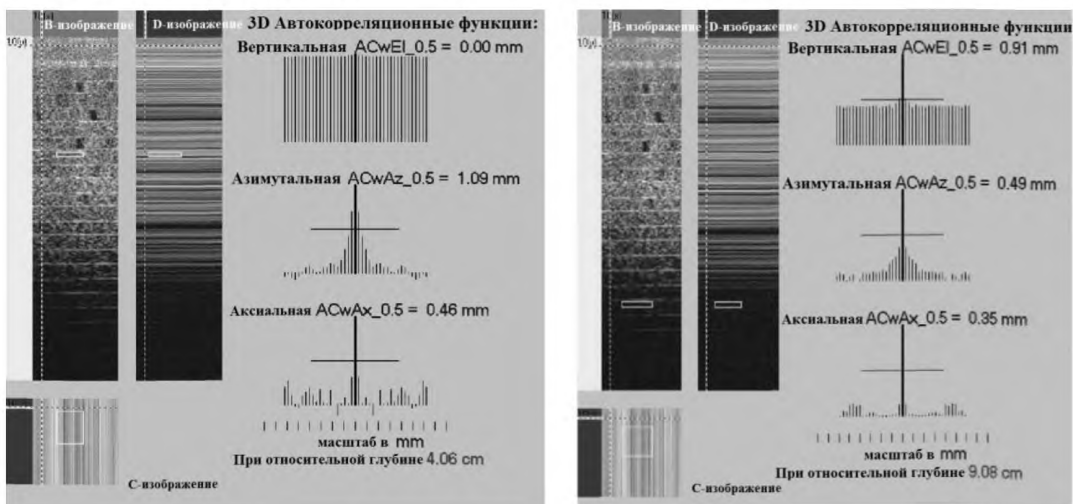 В-изображение D-изображение 3D Автокорреляционные функции:
Вертикальная ACwEl_0.5 = 0.00 mm
Азимутальная ACwAz_0.5 = 1.09 mm
Аксиальная ACwAx_0.5 = 0.46 mm
масштаб в mm
При относительной глубине 4.06 cm
С-изображение
В-изображение D-изображение 3D Автокорреляционные функции
Вертикальная ACwEl_0.5 = 0.91 mm
Азимутальная ACwAz_0.5 = 0.49 mm
Аксиальная ACwAx_0.5 = 0.35 mm
масштаб в mm
При относительной глубине 9.08 cm
С-изображение